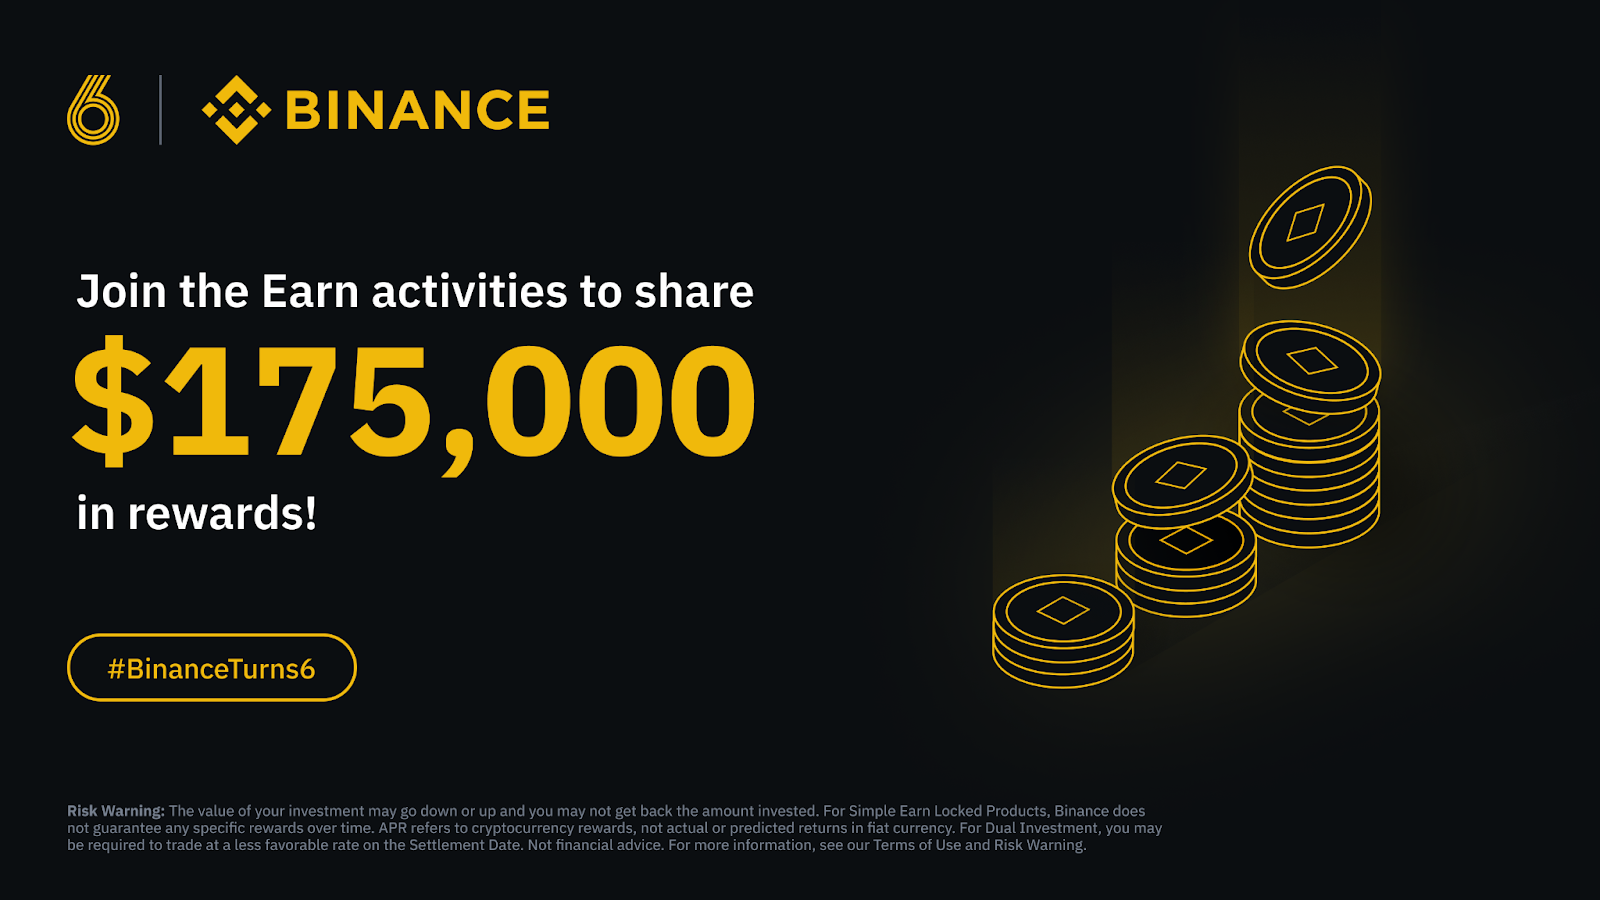 6 | BINANCE
Join the Earn activities to share
$175,000
in rewards!
#BinanceTurns6
Risk Warning: The value of your investment may go down or up and you may not get back the amount invested. For Simple Earn Locked Products, Binance does
not guarantee any specific rewards over time. APR refers to cryptocurrency rewards, not actual or predicted returns in fiat currency. For Dual Investment, you may
be required to trade at a less favorable rate on the Settlement Date. Not financial advice. For more information, see our Terms of Use and Risk Warning.